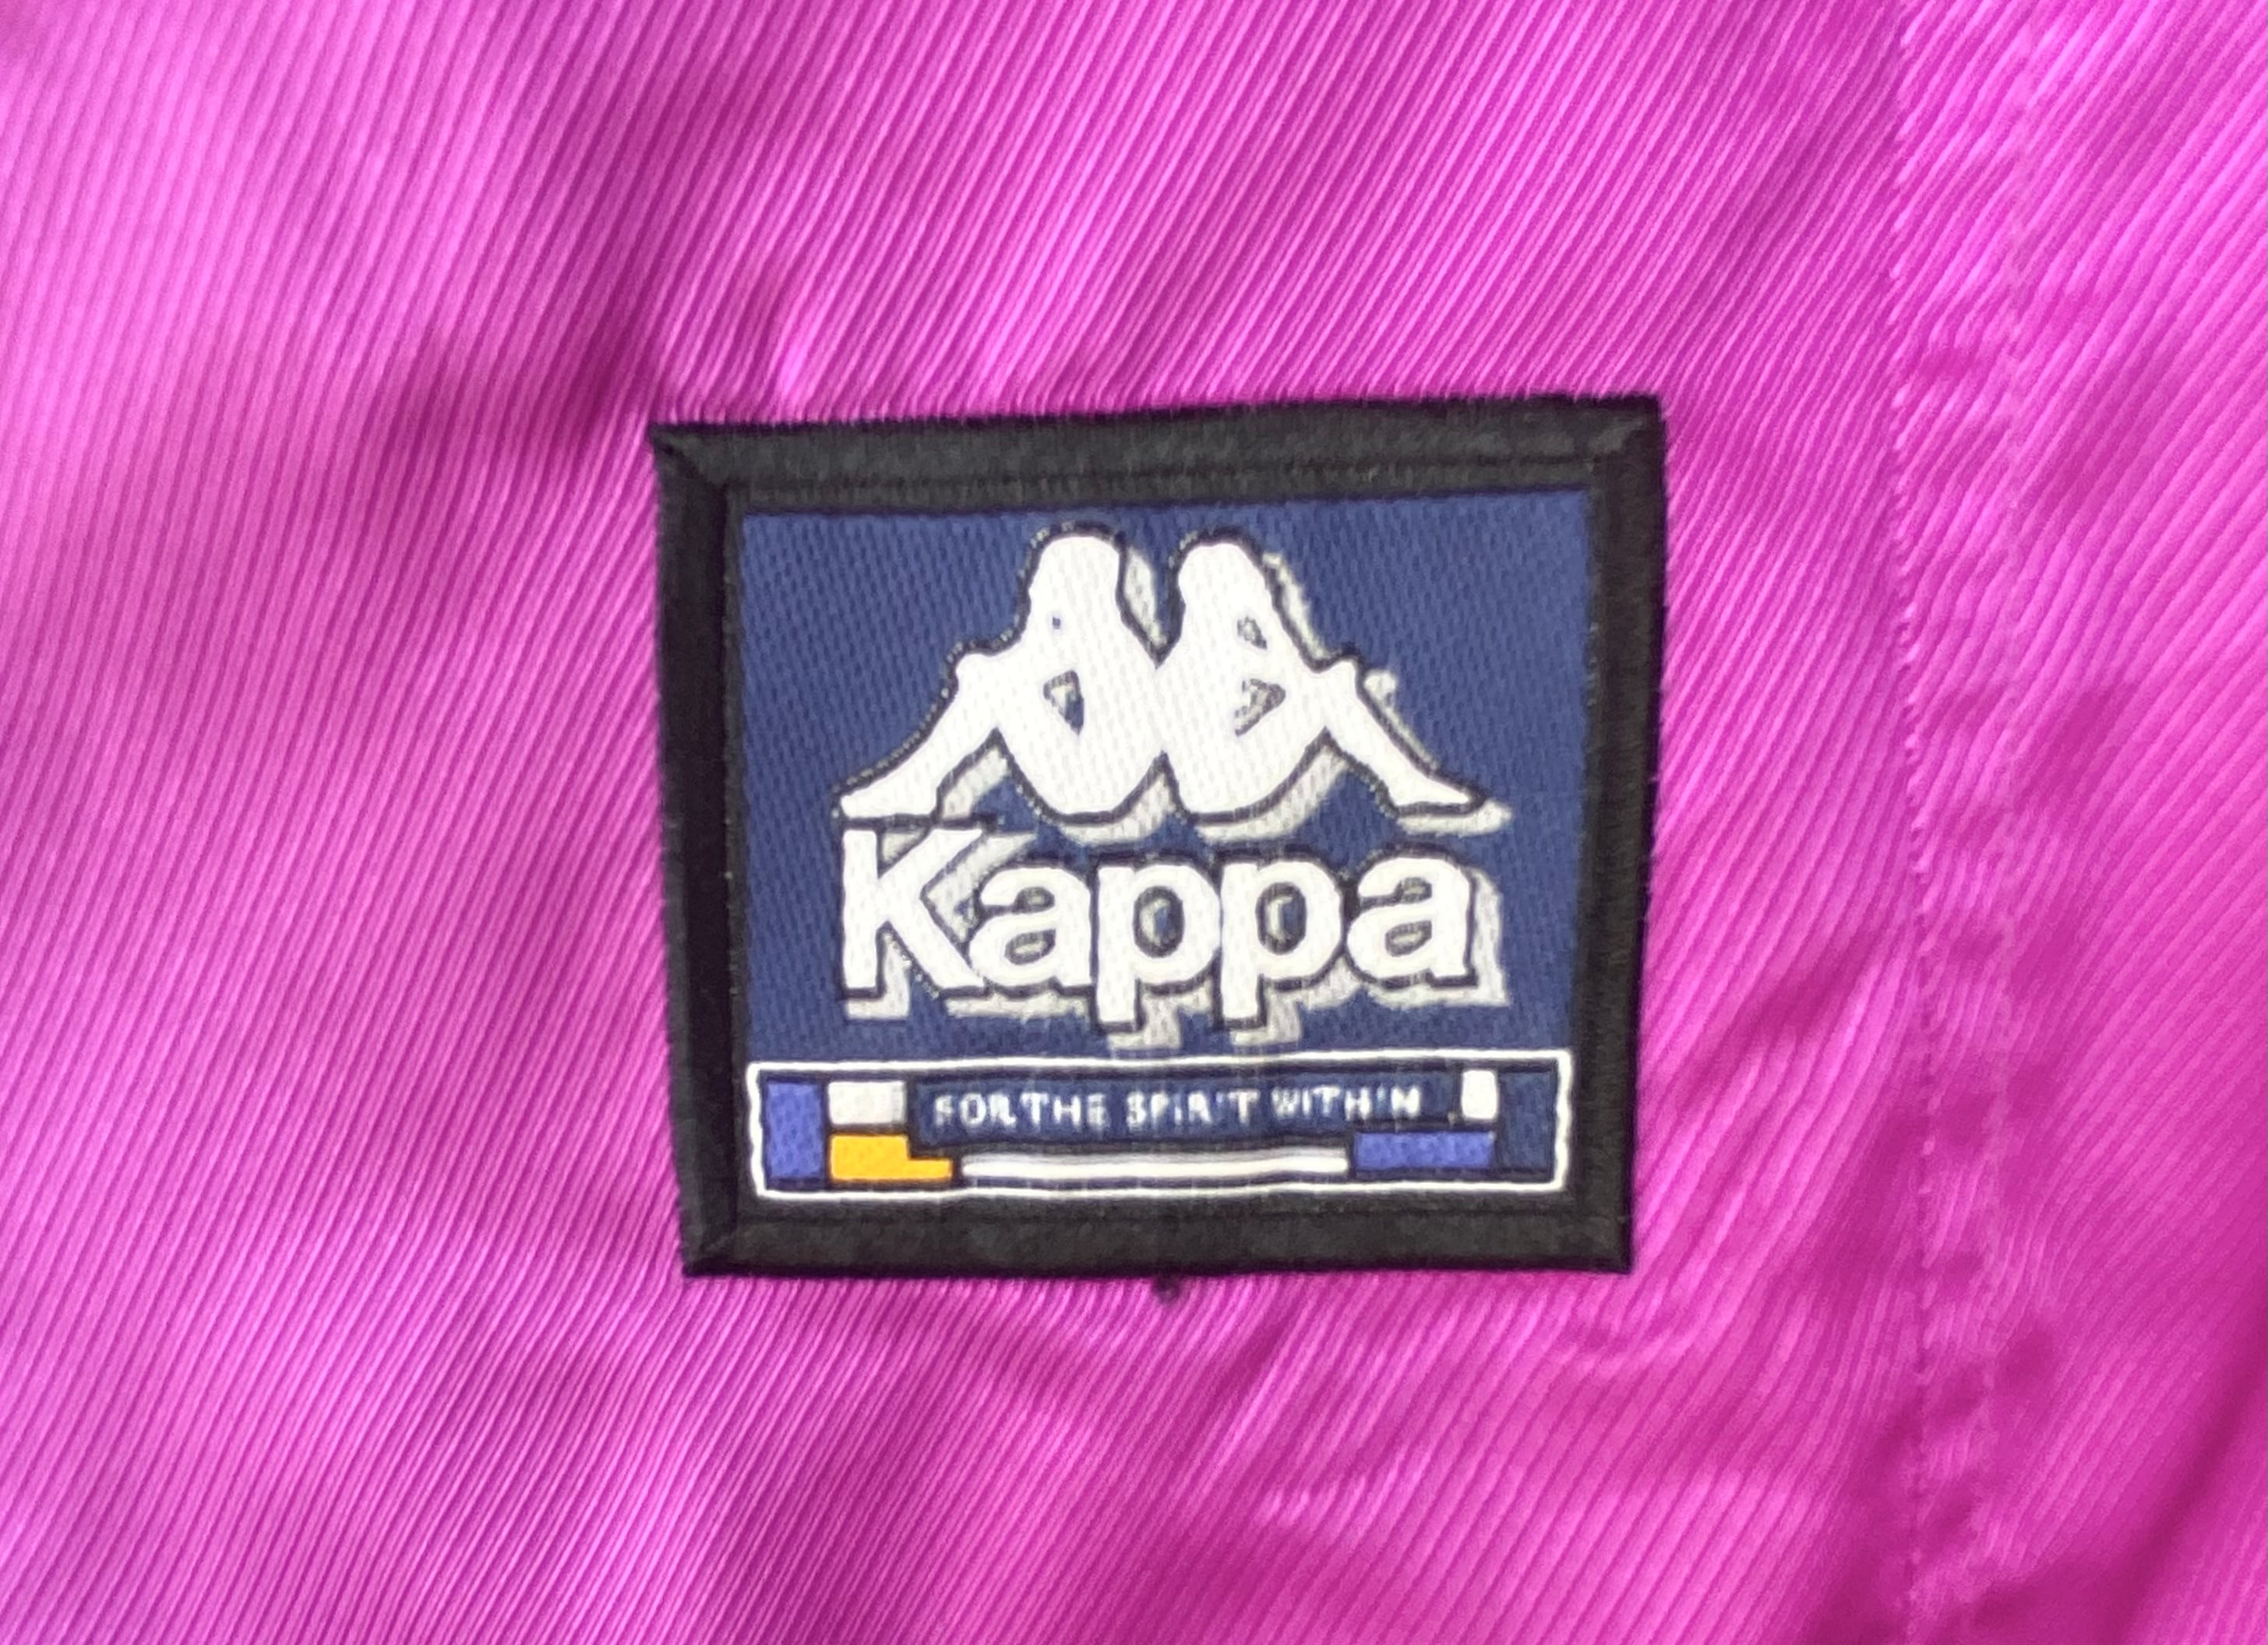 Kappa
FOR THE SPIRIT WITHIN